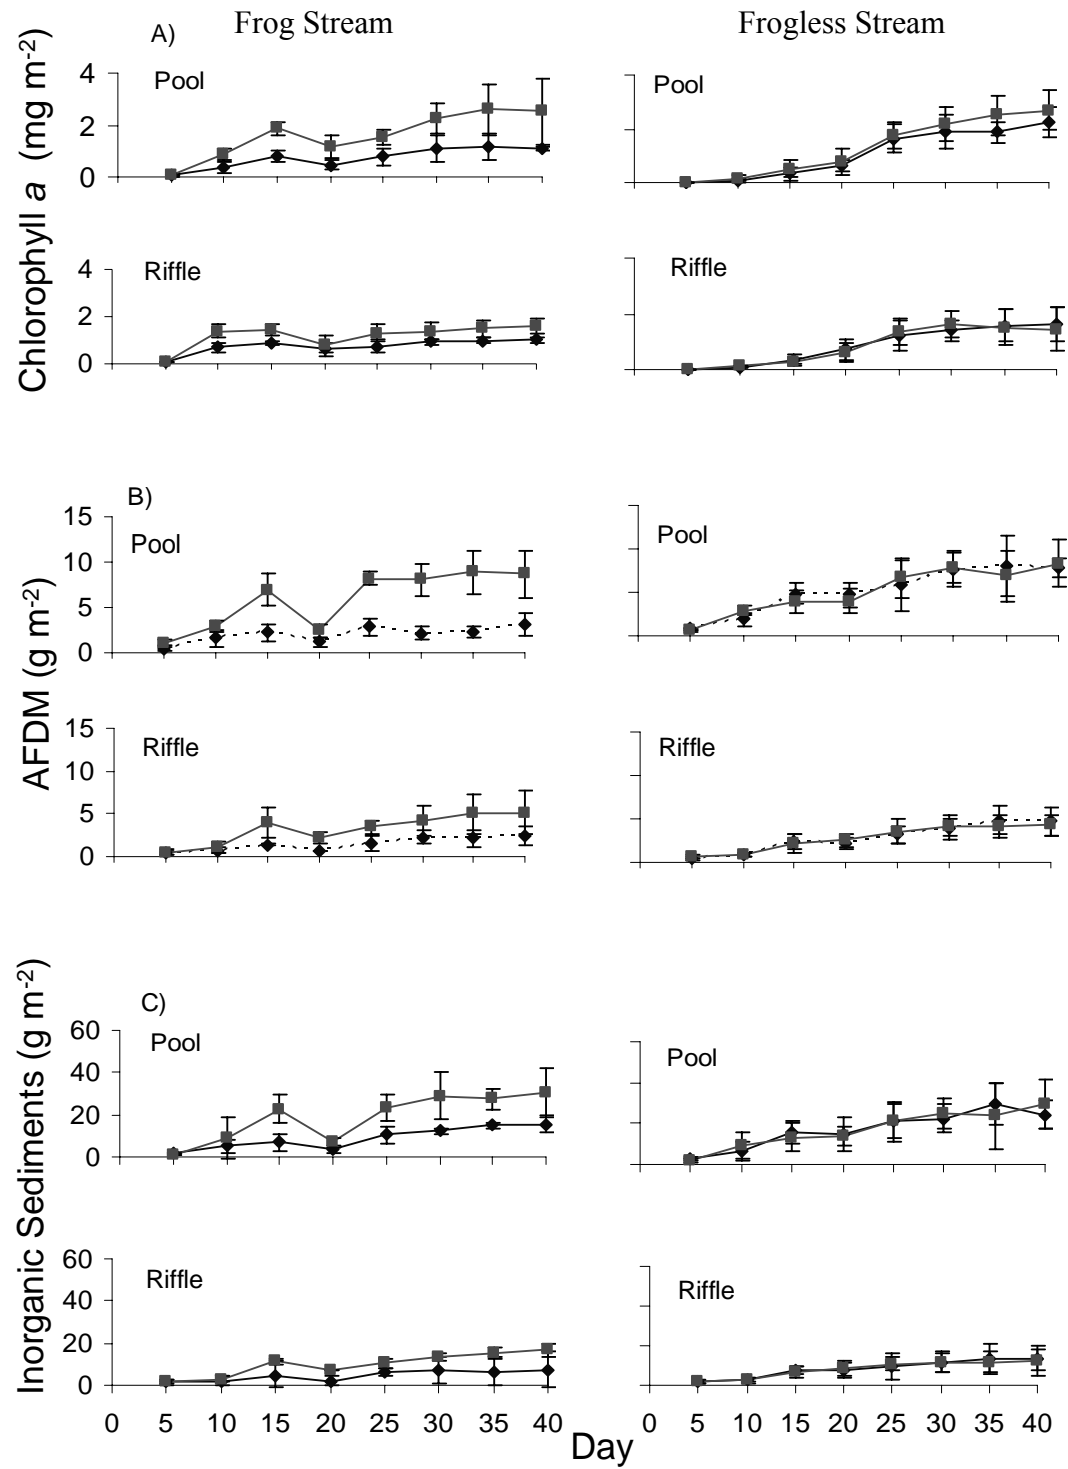 Frog Stream
Frogless Stream
A)
Chlorophyll a (mg m-2)
Pool
4
2
0
Pool
Riffle
4
2
0
Riffle
B)
AFDM (g m-2)
Pool
15
10
5
0
Pool
Riffle
15
10
5
0
Riffle
C)
Inorganic Sediments (g m-2)
Pool
60
40
20
0
Pool
Riffle
60
40
20
0
Riffle
0 5 10 15 20 25 30 35 40
0 5 10 15 20 25 30 35 40
Day